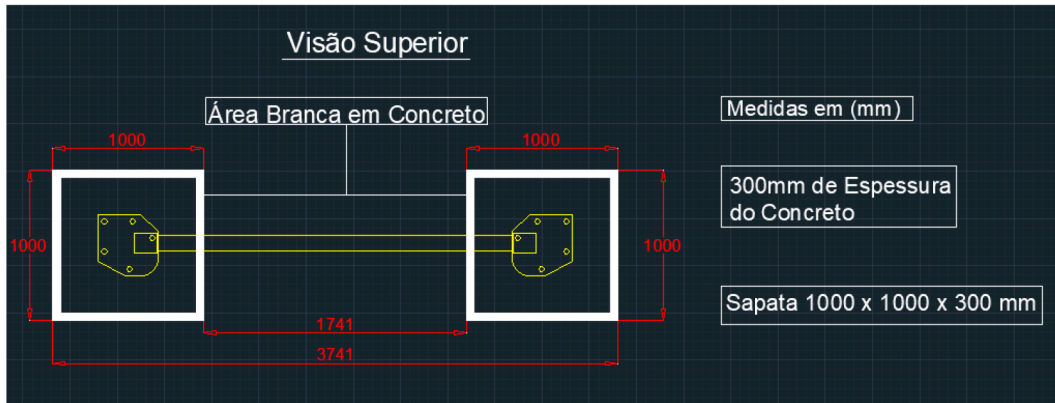 Visão Superior
Área Branca em Concreto
Medidas em (mm)
1000
1000
300mm de Espessura
do Concreto
1000
1000
Sapata 1000 x 1000 x 300 mm
1741
3741